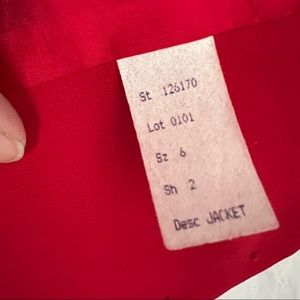 St 126170
Lot 0101
Sz 6
Sh 2
Desc JACKET